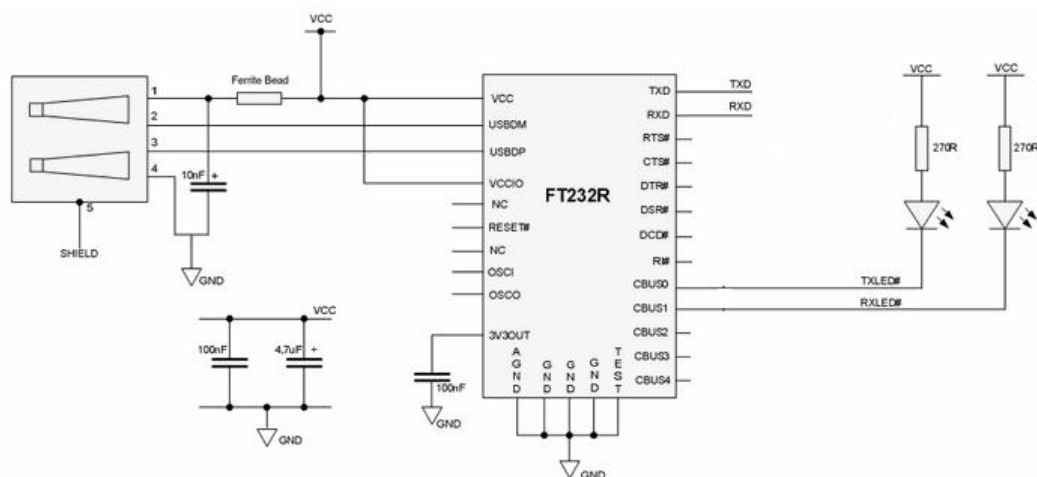 VCC
Ferrite Bead
1
2
3
4
5
SHIELD
10nF +
GND
VCC
100nF
4,7uF +
GND
100nF
GND
VCC
USBDM
USBDP
VCCIO
NC
RESET#
NC
OSCI
OSCO
3V3OUT
FT232R
AGND
GND
GND
GND
TEST
GND
TXD
RXD
RTS#
CTS#
DTR#
DSR#
DCD#
RI#
CBUS0
CBUS1
CBUS2
CBUS3
CBUS4
TXD
RXD
VCC
VCC
270R
270R
TXLED#
RXLED#